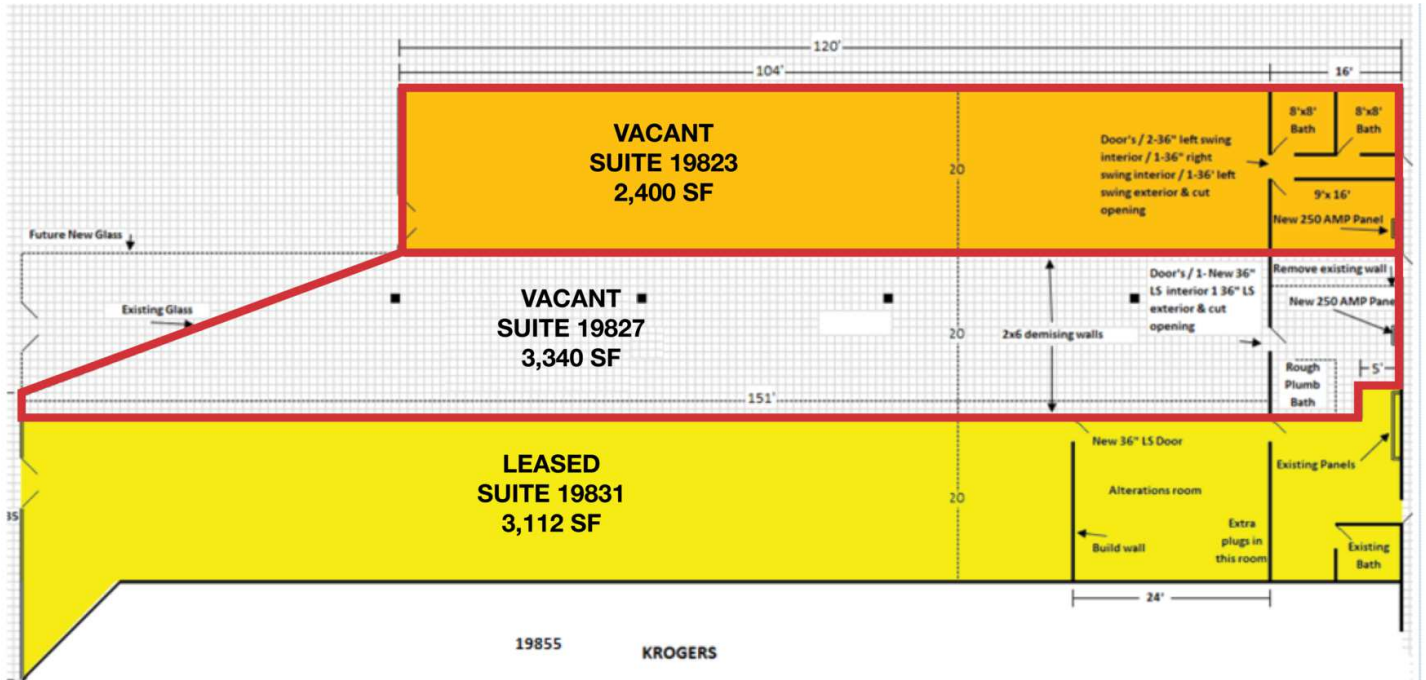 120'
104'
16'
VACANT
SUITE 19823
2,400 SF
20
Door's / 2-36" left swing
interior / 1-36" right
swing interior / 1-36' left
swing exterior & cut
opening
8'x8'
Bath
8'x8'
Bath
9'x 16'
New 250 AMP Panel
Future New Glass
Existing Glass
VACANT
SUITE 19827
3,340 SF
20
2x6 demising walls
Door's / 1- New 36"
LS interior 1 36" LS
exterior & cut
opening
Remove existing wall
New 250 AMP Pane
5'
Rough
Plumb
Bath
151'
LEASED
SUITE 19831
3,112 SF
20
New 36" LS Door
Alterations room
Build wall
Extra
plugs in
this room
Existing Panels
Existing
Bath
24'
35
19855
KROGERS